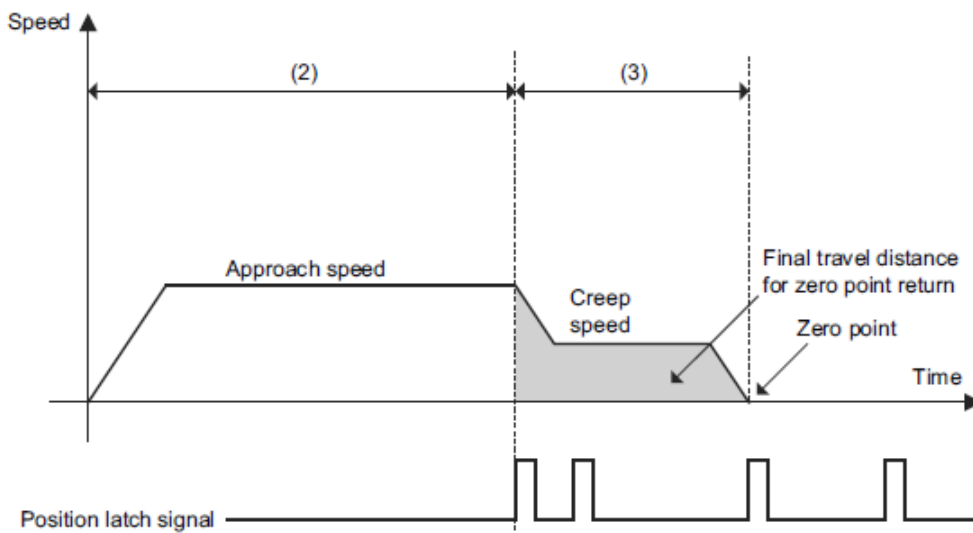 Speed
(2)
(3)
Approach speed
Creep
speed
Final travel distance
for zero point return
Zero point
Time
Position latch signal